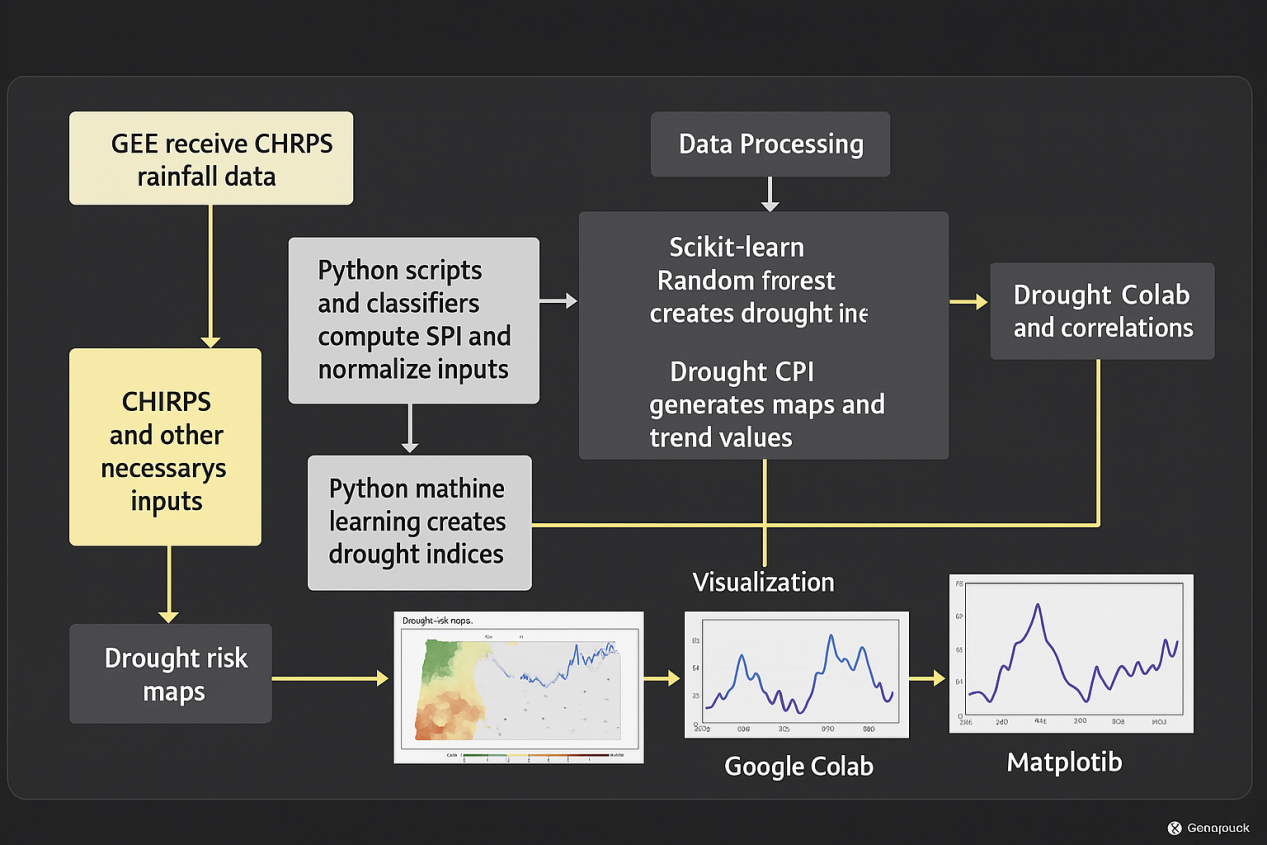 GEE receive CHRPS
rainfall data
Data Processing
Python scripts
and classifiers
compute SPI and
normalize inputs
Scikit-learn
Random frorest
creates drought ine
Drought CPI
generates maps and
trend values
Drought Colab
and correlations
CHIRPS
and other
necessarys
inputs
Python mathine
learning creates
drought indices
Visualization
Drought risk
maps
Drought-risk naps.
Google Colab
Matplotib